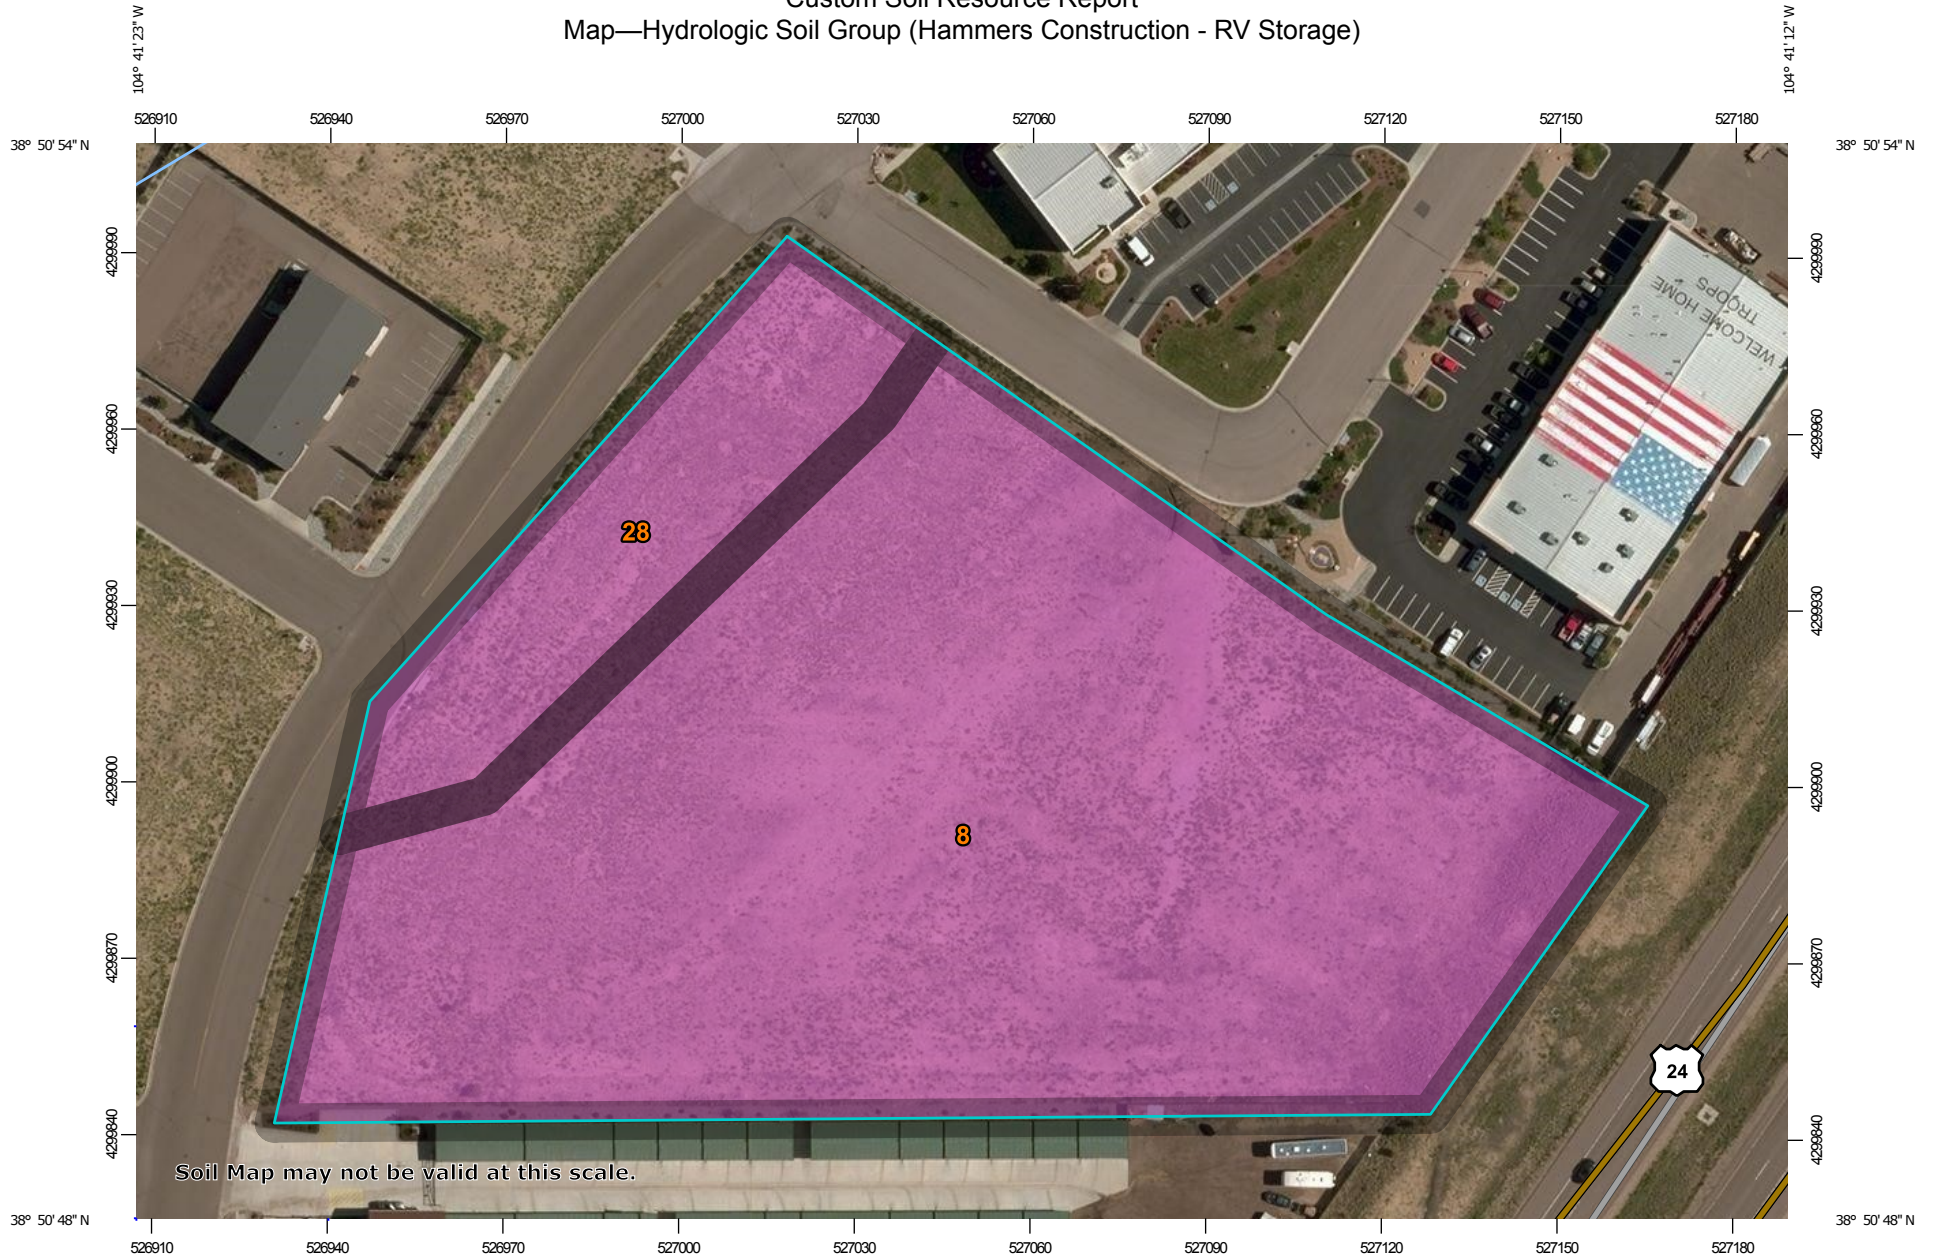 Custom Soil Resource Report
Map—Hydrologic Soil Group (Hammers Construction - RV Storage)
104° 41' 23" W
104° 41' 12" W
526910 526940 526970 527000 527030 527060 527090 527120 527150 527180
38° 50' 54" N
38° 50' 54" N
4299990
4299990
WELCOME HOME
TROOPS
4299960
4299960
28
4299930
4299930
4299900
4299900
8
4299870
4299870
24
4299840
4299840
Soil Map may not be valid at this scale.
38° 50' 48" N
38° 50' 48" N
526910 526940 526970 527000 527030 527060 527090 527120 527150 527180